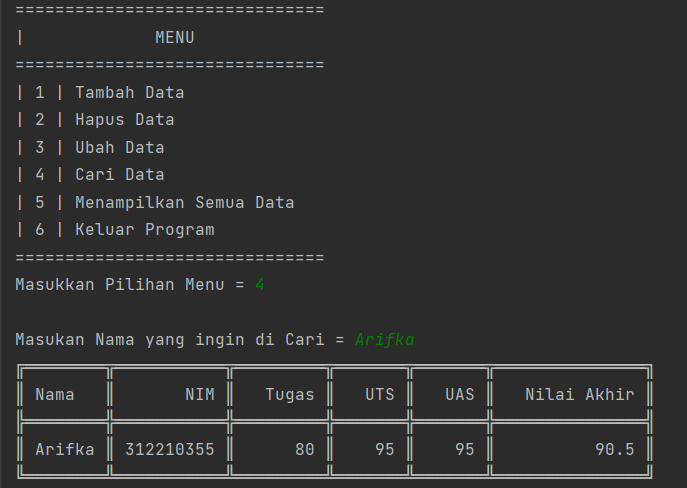 ===============================
|             MENU
===============================
| 1 | Tambah Data
| 2 | Hapus Data
| 3 | Ubah Data
| 4 | Cari Data
| 5 | Menampilkan Semua Data
| 6 | Keluar Program
===============================
Masukkan Pilihan Menu = 4
Masukan Nama yang ingin di Cari = Arifka
╔════════╦═══════════╦═════════╦═══════╦═══════╦═══════════════╗
║ Nama   ║       NIM ║   Tugas ║   UTS ║   UAS ║   Nilai Akhir ║
╠════════╬═══════════╬═════════╬═══════╬═══════╬═══════════════╣
║ Arifka ║ 312210355 ║      80 ║    95 ║    95 ║          90.5 ║
╚════════╩═══════════╩═════════╩═══════╩═══════╩═══════════════╝